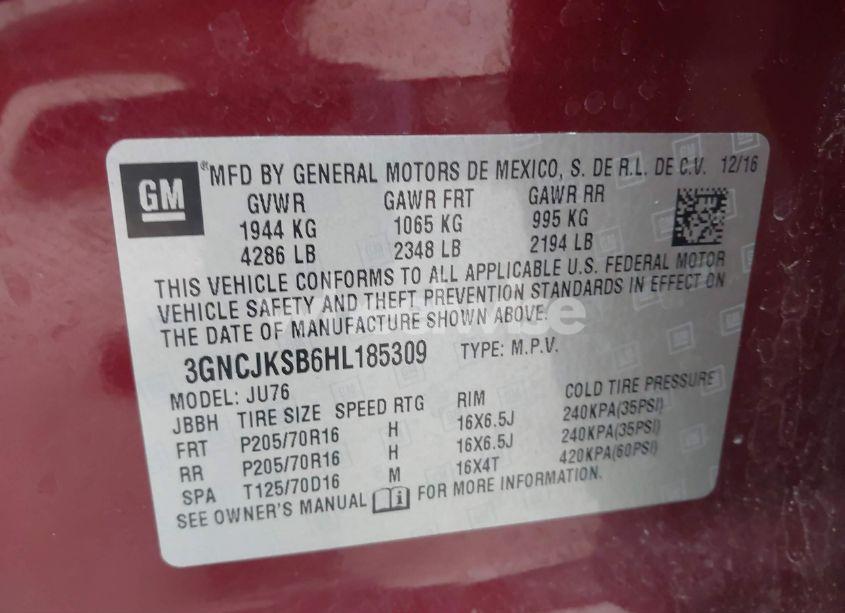 GM
®MFD BY GENERAL MOTORS DE MEXICO, S. DE R.L. DE C.V. 12/16
GVWR GAWR FRT GAWR RR
1944 KG 1065 KG 995 KG
4286 LB 2348 LB 2194 LB
THIS VEHICLE CONFORMS TO ALL APPLICABLE U.S. FEDERAL MOTOR
VEHICLE SAFETY AND THEFT PREVENTION STANDARDS IN EFFECT ON
THE DATE OF MANUFACTURE SHOWN ABOVE.
3GNCJKSB6HL185309 TYPE: M.P.V.
MODEL: JU76
JBBH TIRE SIZE SPEED RTG RIM COLD TIRE PRESSURE
FRT P205/70R16 H 16X6.5J 240KPA(35PSI)
RR P205/70R16 H 16X6.5J 240KPA(35PSI)
SPA T125/70D16 M 16X4T 420KPA(60PSI)
SEE OWNER'S MANUAL FOR MORE INFORMATION.